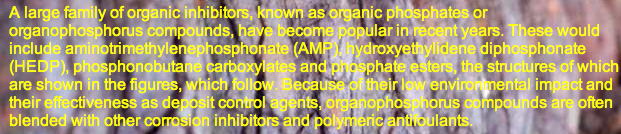 A large family of organic inhibitors, known as organic phosphates or
organophosphorus compounds, have become popular in recent years. These would
include aminotrimethylenephosphonate (AMP), hydroxyethylidene diphosphonate
(HEDP), phosphonobutane carboxylates and phosphate esters, the structures of which
are shown in the figures, which follow. Because of their low environmental impact and
their effectiveness as deposit control agents, organophosphorus compounds are often
blended with other corrosion inhibitors and polymeric antifoulants.